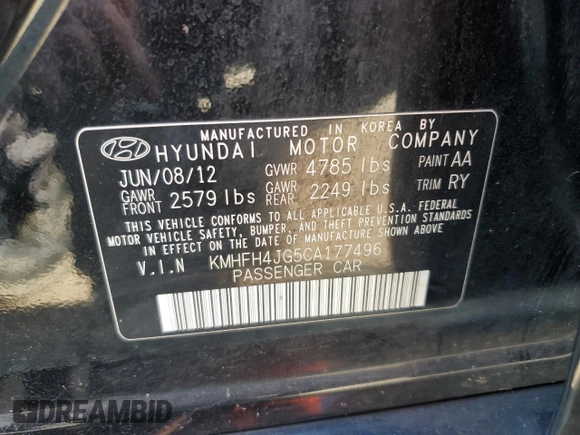 MANUFACTURED IN KOREA BY
HYUNDAI MOTOR COMPANY
JUN/08/12 GVWR 4785 lbs PAINT AA
GAWR FRONT 2579 lbs GAWR REAR 2249 lbs TRIM RY
THIS VEHICLE CONFORMS TO ALL APPLICABLE U.S.A. FEDERAL
MOTOR VEHICLE SAFETY, BUMPER, AND THEFT PREVENTION
STANDARDS IN EFFECT ON THE DATE OF MANUFACTURE SHOWN ABOVE.
V.I.N KMHFH4JG5CA177496
PASSENGER CAR
DREAMBID